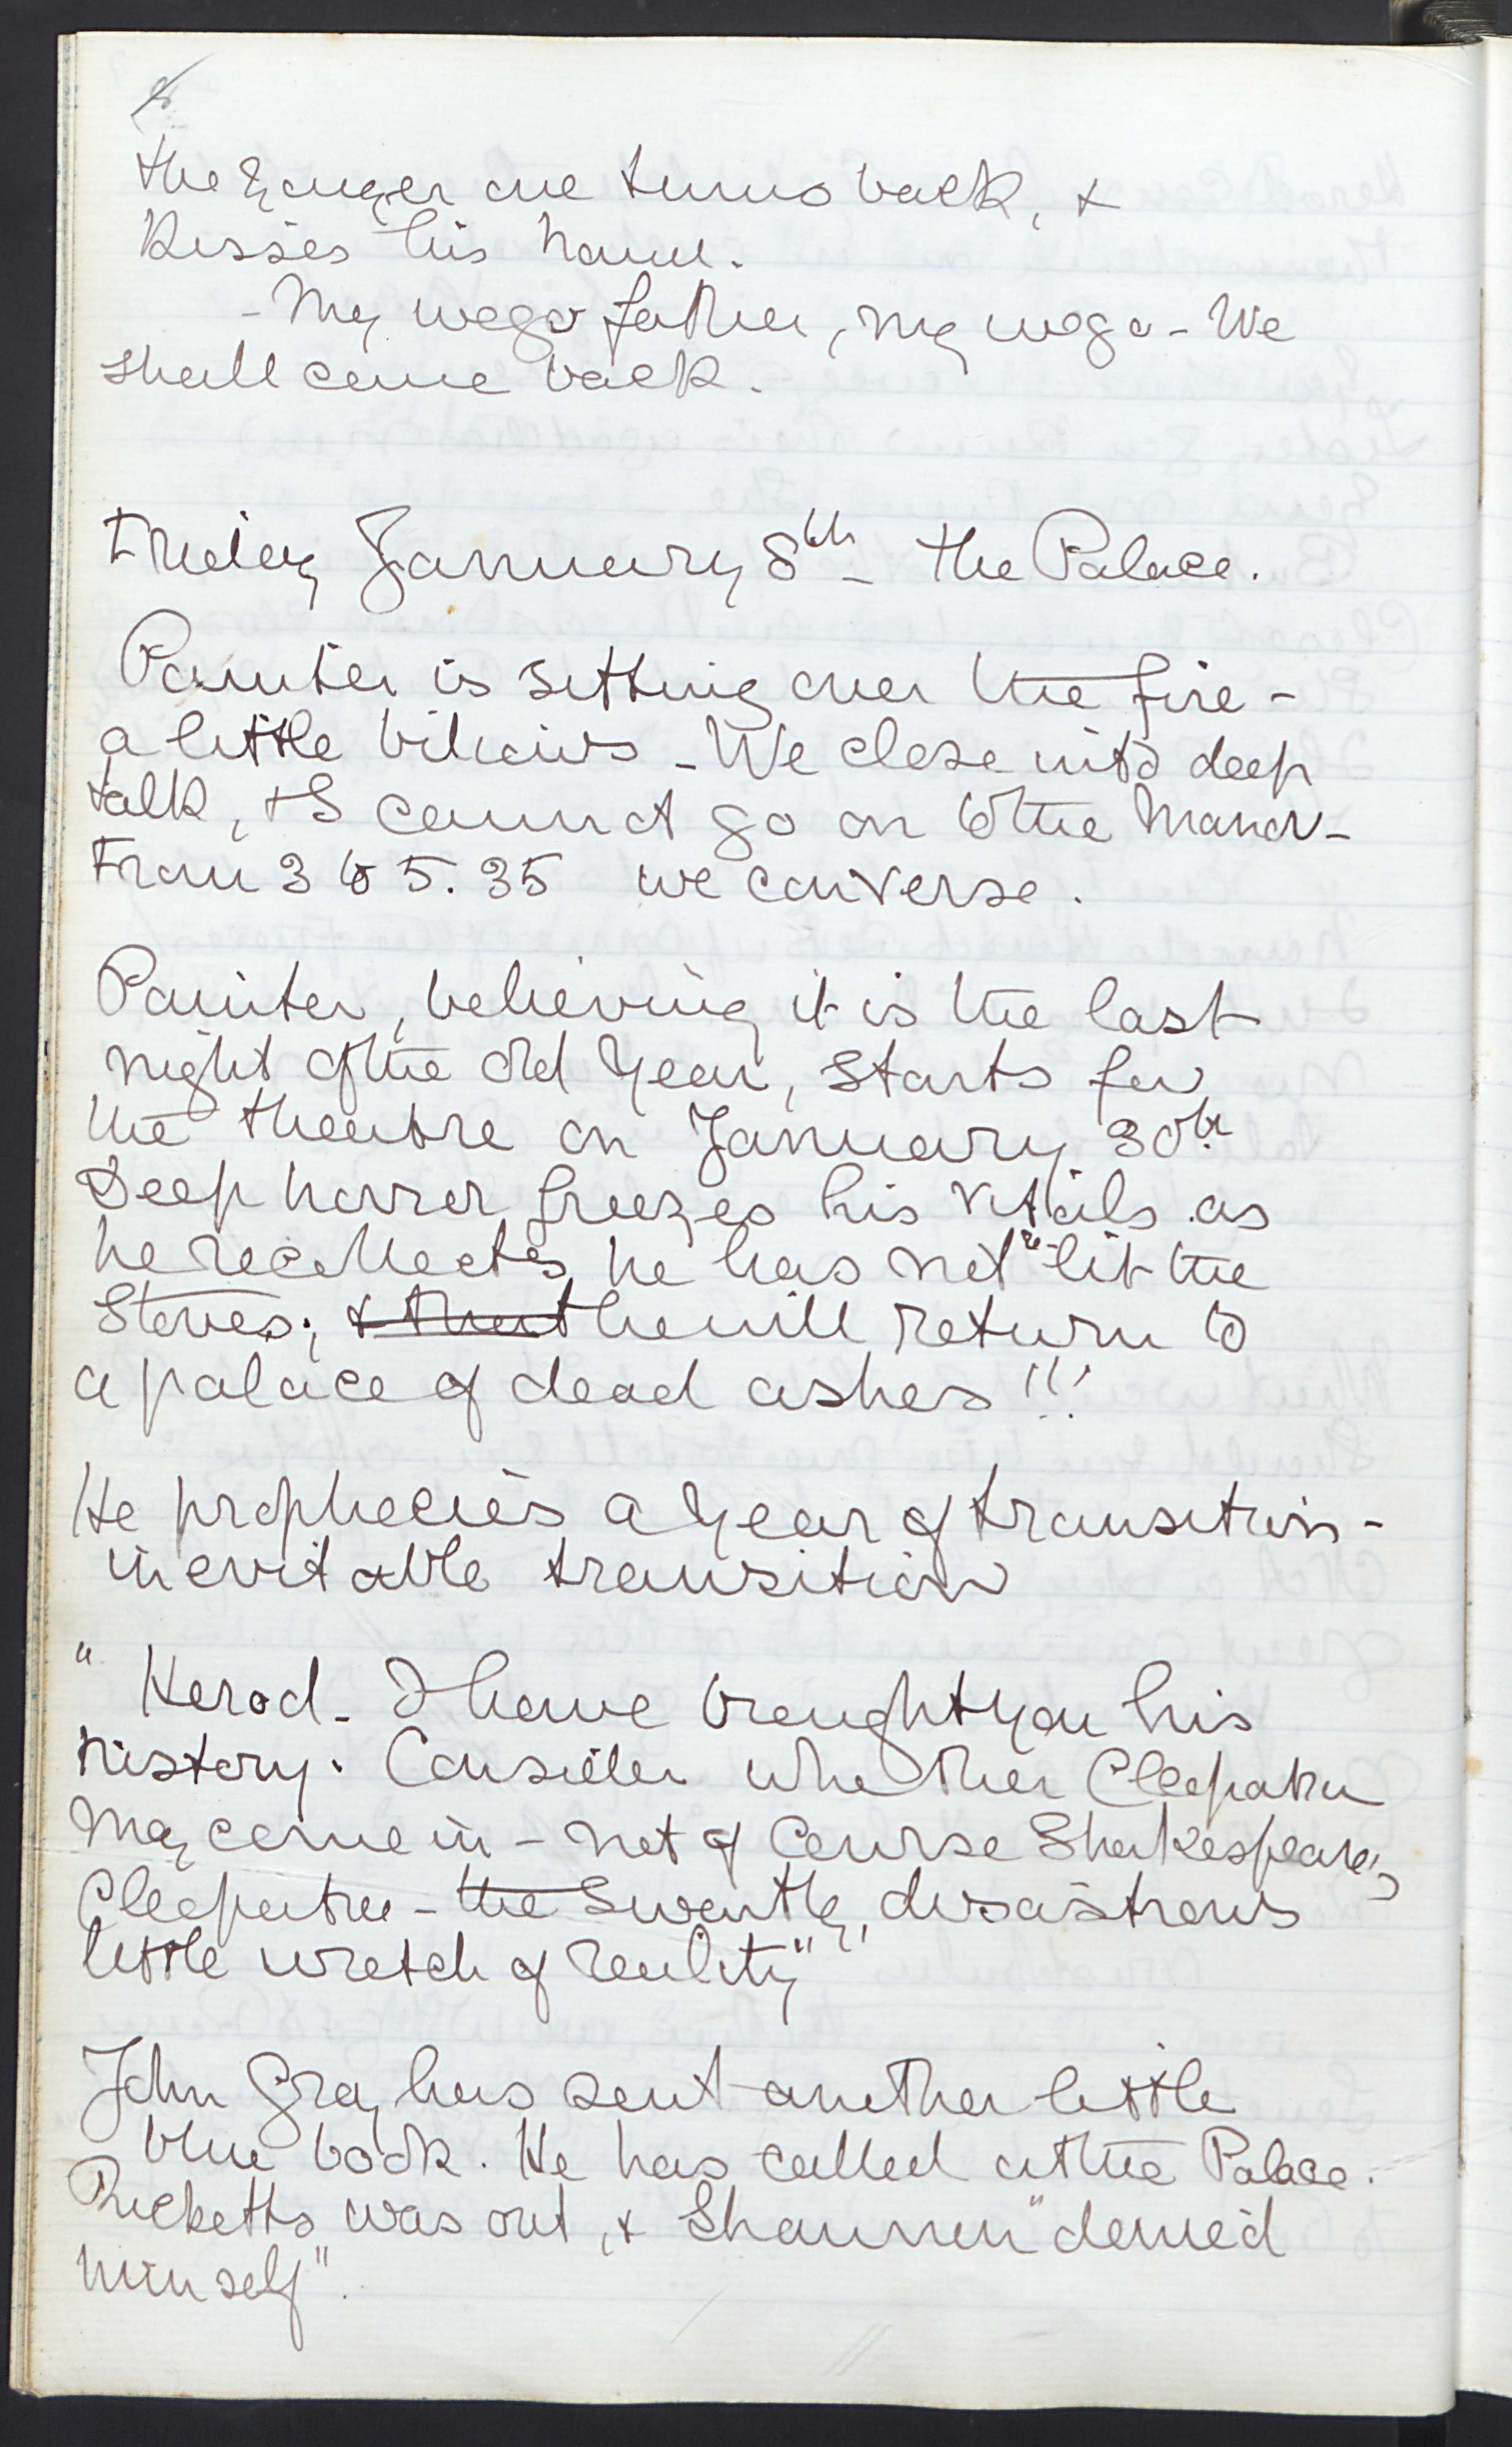 the younger one turns back, &
kisses his hand.
- My wego father, my wego - We
shall come back.
Friday January 8th - the Palace.
Painter is sitting over the fire -
a little bilious - We close into deep
talk, & I cannot go on to the Manor -
From 3 to 5.35 we converse.
Painter, believing it is the last
night of the Old Year, starts for
the theatre on January 30th
Deep horror freezes his vitals as
he recollects he has not "lit the
Stoves; & that he will return to
a palace of dead ashes!!!
He prophecies a year of transition -
inevitable transition
" Herod - I have brought you his
history. Consider whether Cleopatra
may come in - not of course Shakespeare's
Cleopatra - the swarthy, disastrous
little wretch of reality"
John Gray has sent another little
blue book. He has called at the Palace.
Ricketts was out, & Shannon "denied
himself".